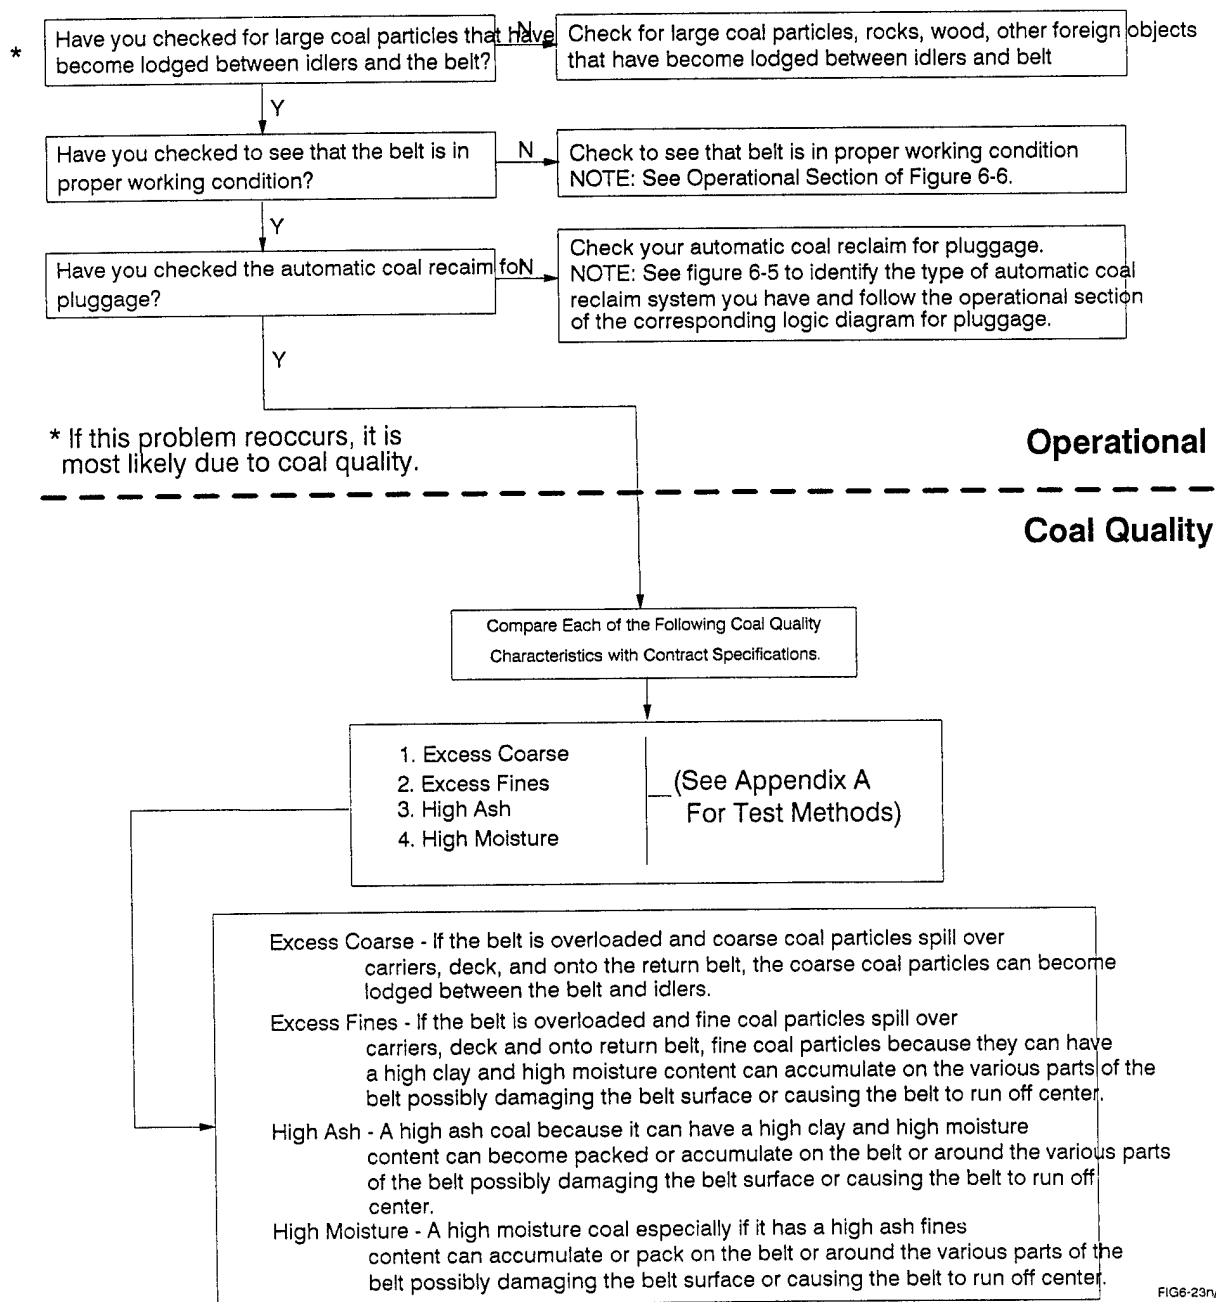 *
Have you checked for large coal particles that have
become lodged between idlers and the belt?
N
Check for large coal particles, rocks, wood, other foreign objects
that have become lodged between idlers and belt
Y
Have you checked to see that the belt is in
proper working condition?
N
Check to see that belt is in proper working condition
NOTE: See Operational Section of Figure 6-6.
Y
Have you checked the automatic coal recaim for
pluggage?
N
Check your automatic coal reclaim for pluggage.
NOTE: See figure 6-5 to identify the type of automatic coal
reclaim system you have and follow the operational section
of the corresponding logic diagram for pluggage.
Y
* If this problem reoccurs, it is
most likely due to coal quality.
Operational
Coal Quality
Compare Each of the Following Coal Quality
Characteristics with Contract Specifications.
1. Excess Coarse
2. Excess Fines
3. High Ash
4. High Moisture
(See Appendix A
For Test Methods)
Excess Coarse - If the belt is overloaded and coarse coal particles spill over
carriers, deck, and onto the return belt, the coarse coal particles can become
lodged between the belt and idlers.
Excess Fines - If the belt is overloaded and fine coal particles spill over
carriers, deck and onto return belt, fine coal particles because they can have
a high clay and high moisture content can accumulate on the various parts of the
belt possibly damaging the belt surface or causing the belt to run off center.
High Ash - A high ash coal because it can have a high clay and high moisture
content can become packed or accumulate on the belt or around the various parts
of the belt possibly damaging the belt surface or causing the belt to run off
center.
High Moisture - A high moisture coal especially if it has a high ash fines
content can accumulate or pack on the belt or around the various parts of the
belt possibly damaging the belt surface or causing the belt to run off center.